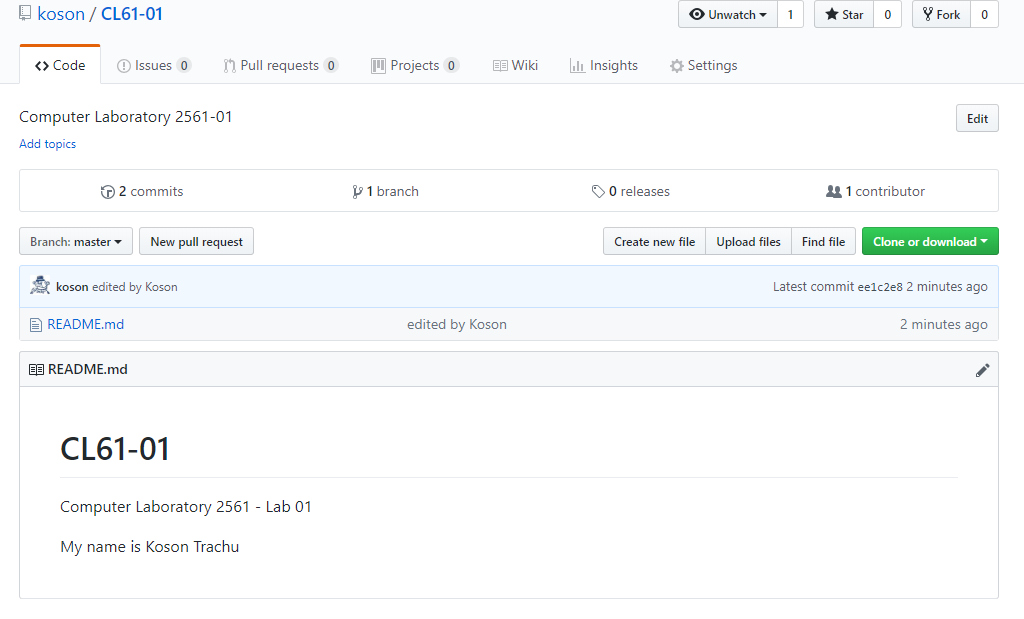 koson / CL61-01 Unwatch 1 Star 0 Fork 0
Code Issues 0 Pull requests 0 Projects 0 Wiki Insights Settings
Computer Laboratory 2561-01 Edit
Add topics
2 commits 1 branch 0 releases 1 contributor
Branch: master New pull request Create new file Upload files Find file Clone or download
koson edited by Koson Latest commit ee1c2e8 2 minutes ago
README.md edited by Koson 2 minutes ago
README.md
CL61-01
Computer Laboratory 2561 - Lab 01
My name is Koson Trachu